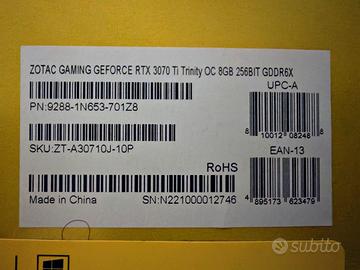 ZOTAC GAMING GEFORCE RTX 3070 Ti Trinity OC 8GB 256BIT GDDR6X
UPC-A
PN:9288-1N653-701Z8
8 10012 08248 8
SKU:ZT-A30710J-10P
EAN-13
RoHS
Made in China
SN:N221000012746
4 895173 623479
subito